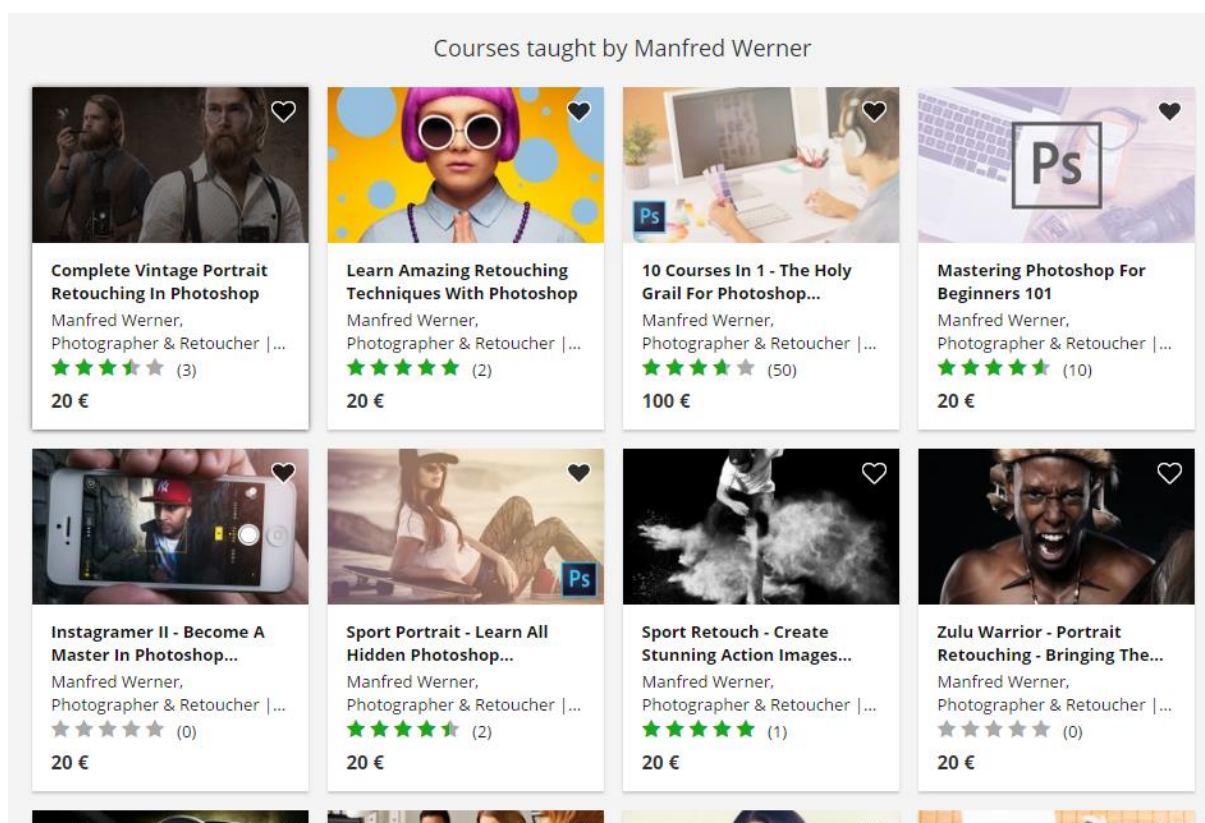 Courses taught by Manfred Werner
Ps
Ps
Complete Vintage Portrait
Retouching In Photoshop
Manfred Werner,
Photographer & Retoucher |...
(3)
20 €
Learn Amazing Retouching
Techniques With Photoshop
Manfred Werner,
Photographer & Retoucher |...
(2)
20 €
10 Courses In 1 - The Holy
Grail For Photoshop...
Manfred Werner,
Photographer & Retoucher |...
(50)
100 €
Mastering Photoshop For
Beginners 101
Manfred Werner,
Photographer & Retoucher |...
(10)
20 €
Ps
Instagramer II - Become A
Master In Photoshop...
Manfred Werner,
Photographer & Retoucher |...
(0)
20 €
Sport Portrait - Learn All
Hidden Photoshop...
Manfred Werner,
Photographer & Retoucher |...
(2)
20 €
Sport Retouch - Create
Stunning Action Images...
Manfred Werner,
Photographer & Retoucher |...
(1)
20 €
Zulu Warrior - Portrait
Retouching - Bringing The...
Manfred Werner,
Photographer & Retoucher |...
(0)
20 €